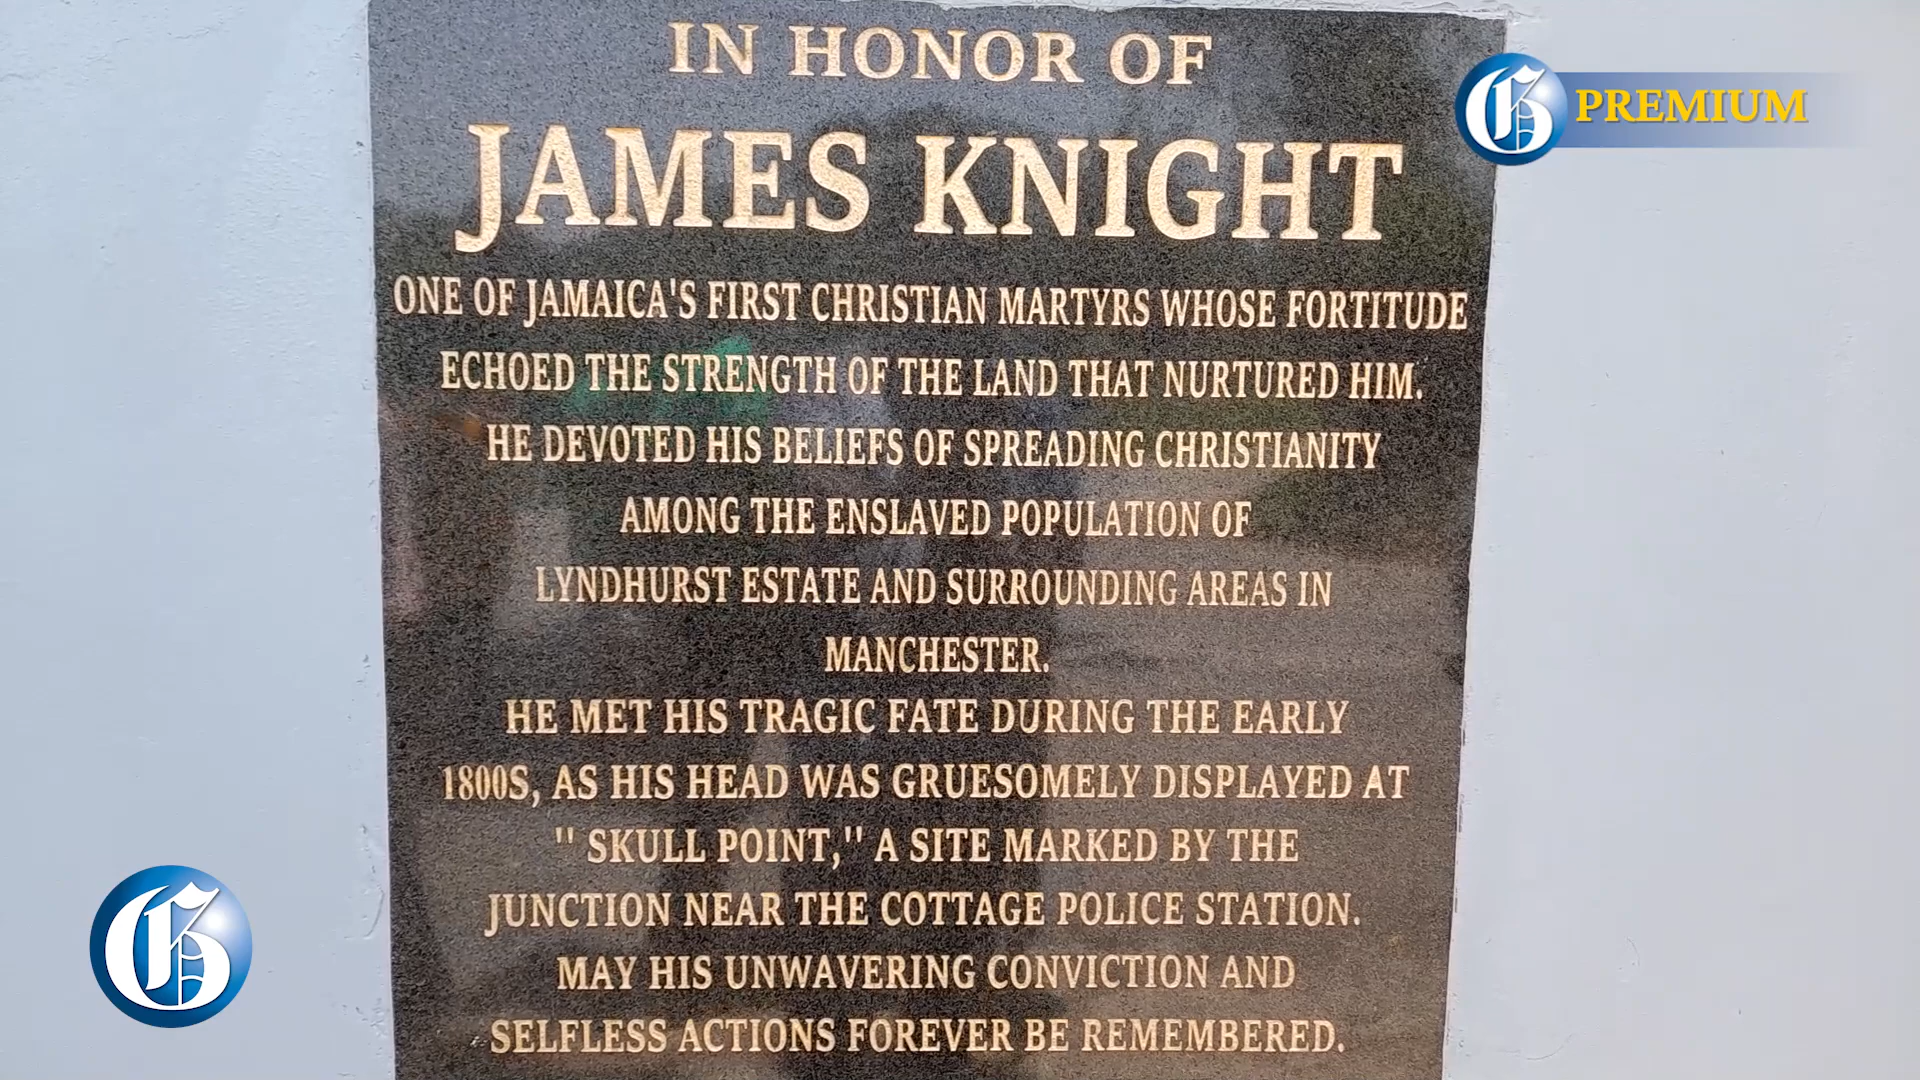 IN HONOR OF
JAMES KNIGHT
ONE OF JAMAICA'S FIRST CHRISTIAN MARTYRS WHOSE FORTITUDE
ECHOED THE STRENGTH OF THE LAND THAT NURTURED HIM.
HE DEVOTED HIS BELIEFS OF SPREADING CHRISTIANITY
AMONG THE ENSLAVED POPULATION OF
LYNDHURST ESTATE AND SURROUNDING AREAS IN
MANCHESTER.
HE MET HIS TRAGIC FATE DURING THE EARLY
1800S, AS HIS HEAD WAS GRUESOMELY DISPLAYED AT
" SKULL POINT," A SITE MARKED BY THE
JUNCTION NEAR THE COTTAGE POLICE STATION.
MAY HIS UNWAVERING CONVICTION AND
SELFLESS ACTIONS FOREVER BE REMEMBERED.
G PREMIUM
G